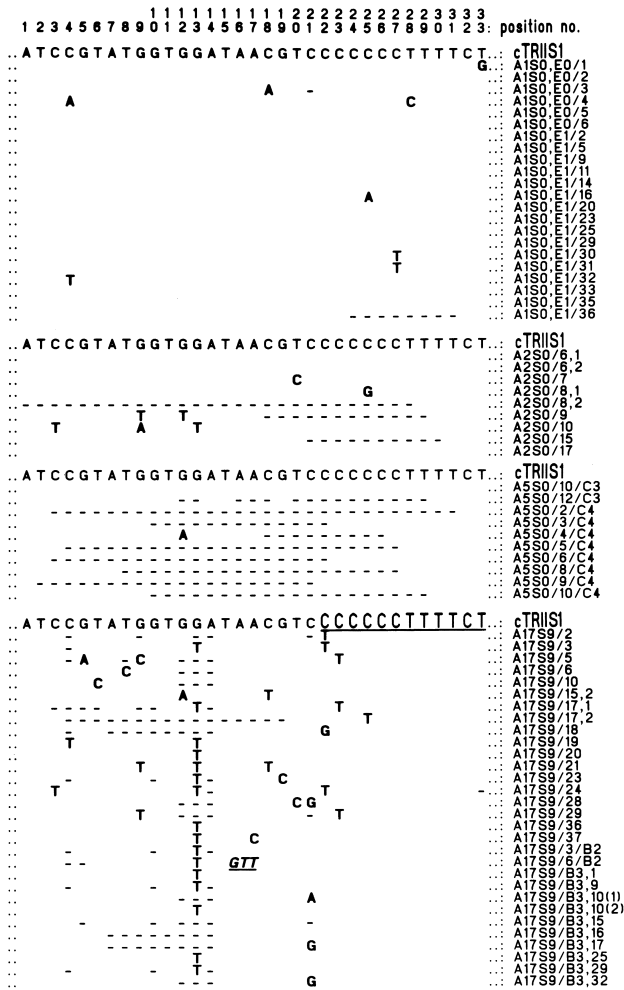 1 1 1 1 1 1 1 1 1 1 2 2 2 2 2 2 2 2 2 2 3 3 3 3
1 2 3 4 5 6 7 8 9 0 1 2 3 4 5 6 7 8 9 0 1 2 3 4 5 6 7 8 9 0 1 2 3 : position no.
..ATCCGTATGGTGGATAACGTCCCCCCCTTTTCT..: cTRIIS1
.. G..: A1S0,E0/1
.. ..: A1S0,E0/2
.. A - ..: A1S0,E0/3
.. A C ..: A1S0,E0/4
.. ..: A1S0,E0/5
.. ..: A1S0,E0/6
.. ..: A1S0,E1/2
.. ..: A1S0,E1/5
.. ..: A1S0,E1/9
.. ..: A1S0,E1/11
.. ..: A1S0,E1/14
.. A ..: A1S0,E1/16
.. ..: A1S0,E1/20
.. ..: A1S0,E1/23
.. ..: A1S0,E1/25
.. ..: A1S0,E1/29
.. T ..: A1S0,E1/30
.. T ..: A1S0,E1/31
.. T ..: A1S0,E1/32
.. ..: A1S0,E1/33
.. ..: A1S0,E1/35
.. - - - - - - - - ..: A1S0,E1/36
..ATCCGTATGGTGGATAACGTCCCCCCCTTTTCT..: cTRIIS1
.. ..: A2S0/6,1
.. ..: A2S0/6,2
.. C ..: A2S0/7
.. G ..: A2S0/8,1
.. - - - - - - - - - - - - - - - - - - - - - - - - - - - - ..: A2S0/8,2
.. T T - - - - - - - - - - - - ..: A2S0/9
.. T A T ..: A2S0/10
.. - - - - - - - - - - ..: A2S0/15
.. ..: A2S0/17
..ATCCGTATGGTGGATAACGTCCCCCCCTTTTCT..: cTRIIS1
.. - - - - - - - ..: A5S0/10/C3
.. - - - - - - - - - - - - - ..: A5S0/12/C3
.. - - - - - - - - - - - - - - - - - - - - - - - - - - - - - ..: A5S0/2/C4
.. - - - - - - - - - - - - - ..: A5S0/3/C4
.. A - - - - - - - - - ..: A5S0/4/C4
.. - - - - - - - - - - - - - - - - - - - - - - - - ..: A5S0/5/C4
.. - - - - - - - - - - - - - - - - - - - ..: A5S0/6/C4
.. - - - - - - - - - - - - - - - - - - - - ..: A5S0/8/C4
.. - - - - - - - - - - - - - - - - - - - - ..: A5S0/9/C4
.. - - - - - - - - - - - - - - - - - - - - ..: A5S0/10/C4
..ATCCGTATGGTGGATAACGTCCCCCCCTTTTCT..: cTRIIS1
.. - - - - - T ..: A17S9/2
.. - T T ..: A17S9/3
.. - A - C - - - T ..: A17S9/5
.. C - - - ..: A17S9/6
.. C - - - ..: A17S9/10
.. A T ..: A17S9/15,2
.. - - - - - - T - T ..: A17S9/17,1
.. - - - - - - - - - - - - - - - - T ..: A17S9/17,2
.. - - - - - - - - - G ..: A17S9/18
.. T T ..: A17S9/19
.. T ..: A17S9/20
.. T T T ..: A17S9/21
.. - - T - C ..: A17S9/23
.. T T - T -..: A17S9/24
.. - - - C G ..: A17S9/28
.. T - - - - T ..: A17S9/29
.. T ..: A17S9/36
.. T C ..: A17S9/37
.. - - T - ..: A17S9/3/B2
.. - - T GTT ..: A17S9/6/B2
.. T ..: A17S9/B3,1
.. - - T - ..: A17S9/B3,9
.. - - - A ..: A17S9/B3,10(1)
.. T ..: A17S9/B3,10(2)
.. - - - - - - ..: A17S9/B3,15
.. - - - - - - - - ..: A17S9/B3,16
.. - - - - - - - - G ..: A17S9/B3,17
.. T ..: A17S9/B3,25
.. - - T - ..: A17S9/B3,29
.. - - - G ..: A17S9/B3,32